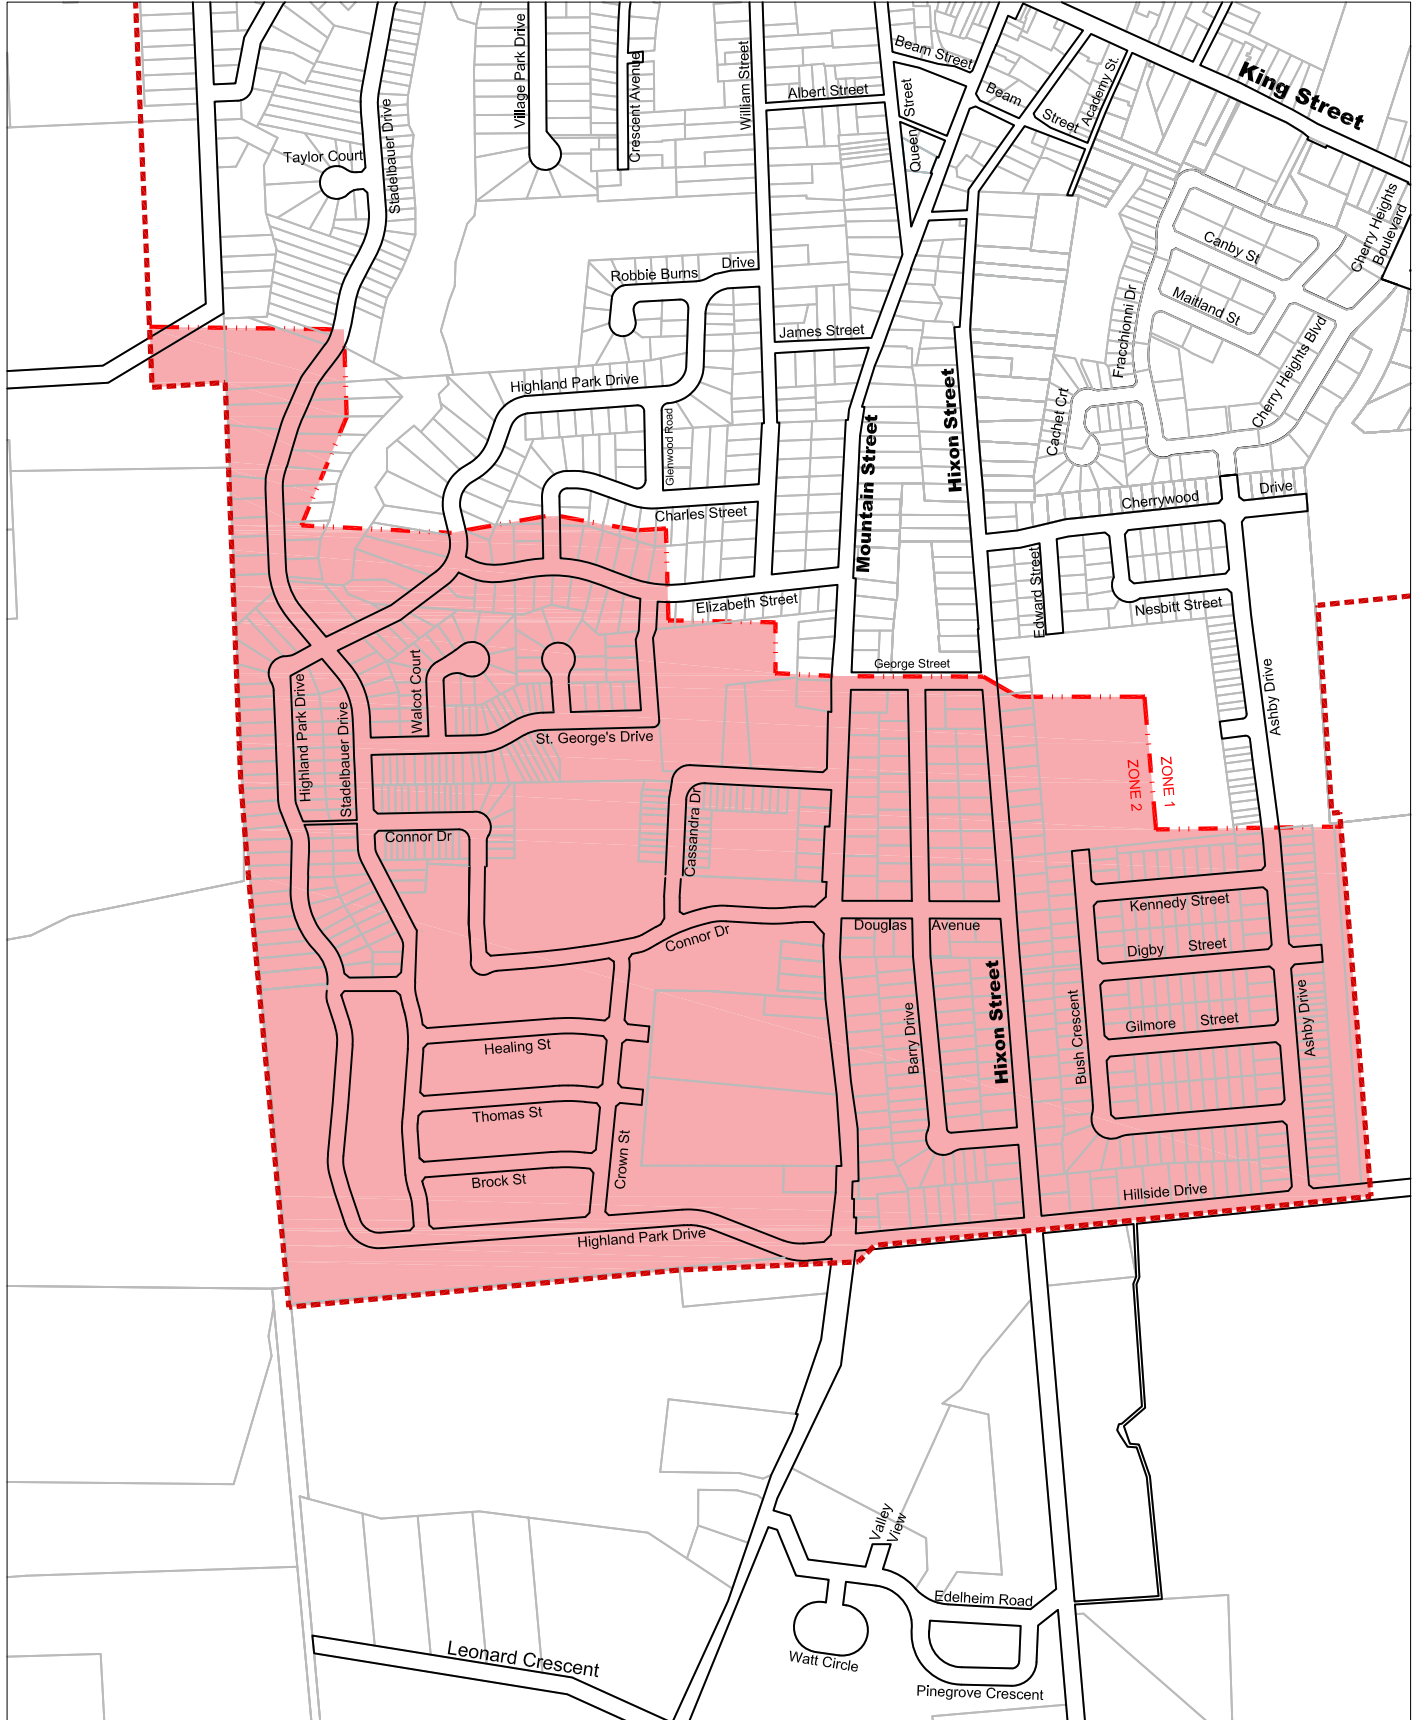 Village Park Drive
Crescent Avenue
William Street
Albert Street
Beam Street
Queen Street
Beam
Street
Academy St.
King Street
Taylor Court
Stadelbauer Drive
Cherry Heights
Boulevard
Canby St
Maitland St
Fracchionni Dr
Cherry Heights Blvd
Cachet Crt
Robbie Burns Drive
James Street
Highland Park Drive
Glenwood Road
Mountain Street
Hixon Street
Charles Street
Cherrywood Drive
Edward Street
Nesbitt Street
Elizabeth Street
George Street
Ashby Drive
Walcot Court
Highland Park Drive
Stadelbauer Drive
St. George's Drive
ZONE 1
ZONE 2
Connor Dr
Cassandra Dr
Connor Dr
Douglas Avenue
Kennedy Street
Digby Street
Gilmore Street
Hixon Street
Barry Drive
Bush Crescent
Ashby Drive
Healing St
Thomas St
Crown St
Brock St
Hillside Drive
Highland Park Drive
Valley
View
Edelheim Road
Watt Circle
Pinegrove Crescent
Leonard Crescent